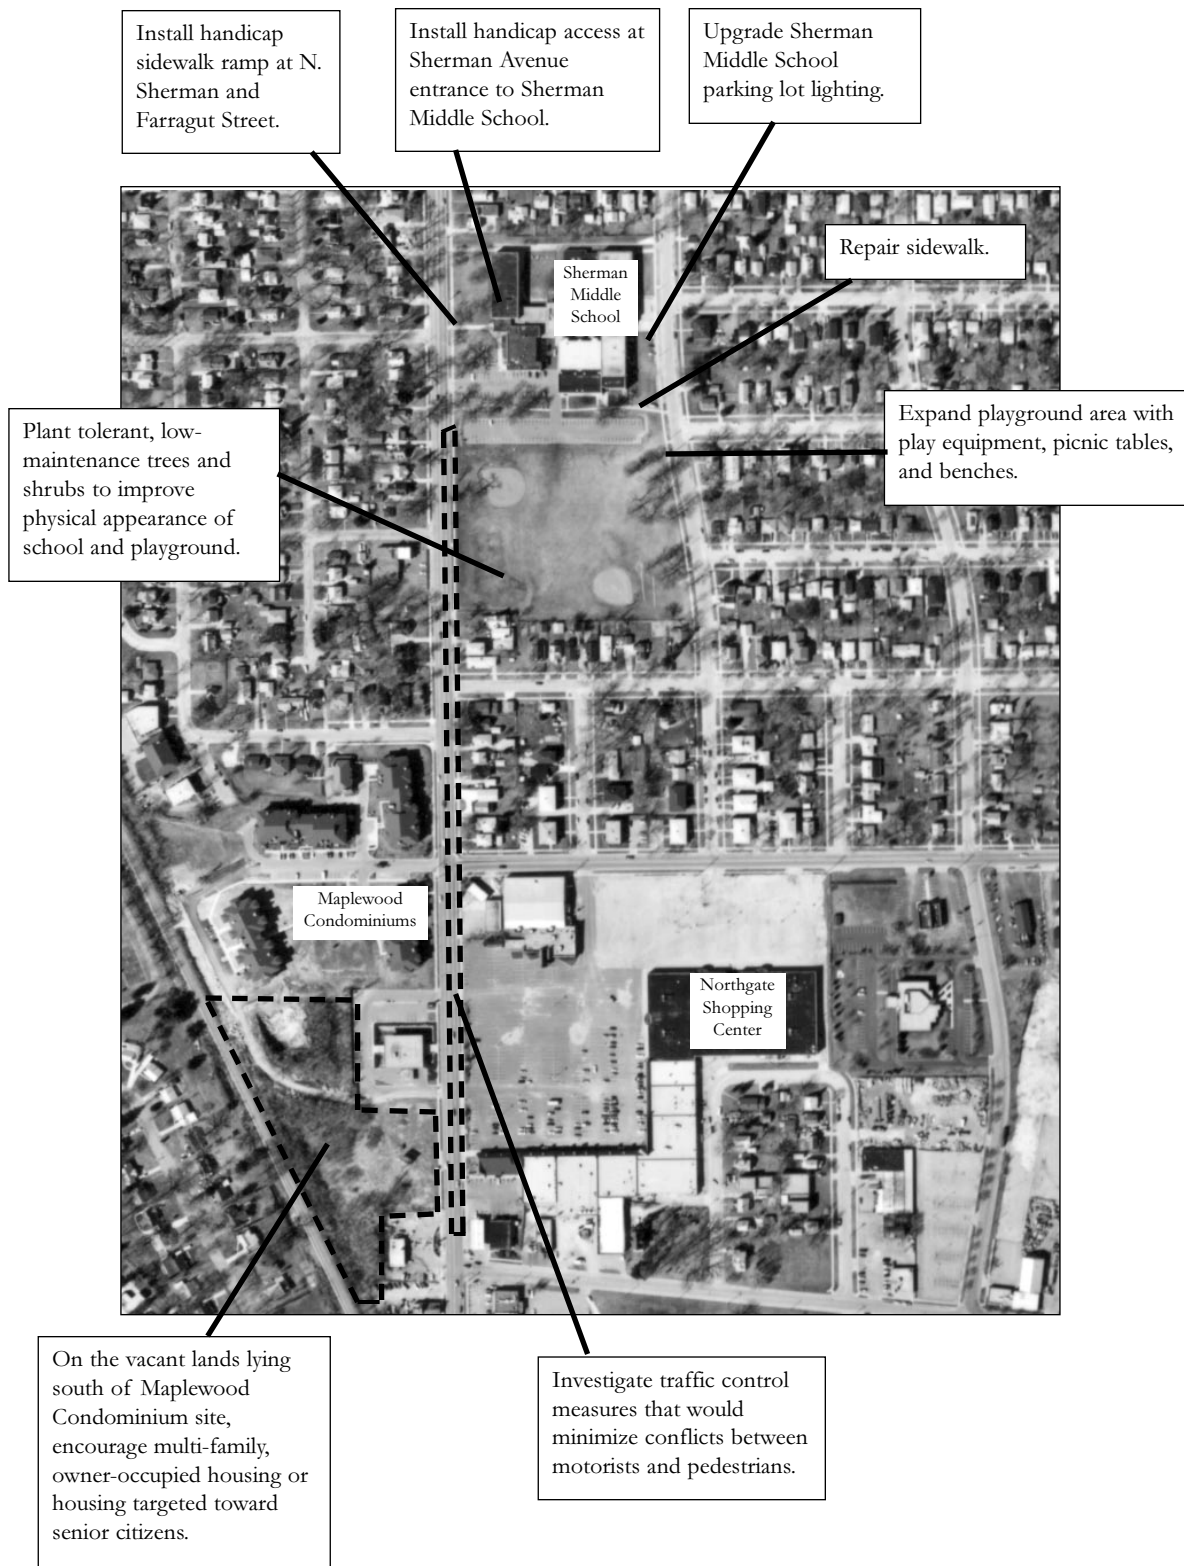 Install handicap
sidewalk ramp at N.
Sherman and
Farragut Street.
Install handicap access at
Sherman Avenue
entrance to Sherman
Middle School.
Upgrade Sherman
Middle School
parking lot lighting.
Repair sidewalk.
Sherman
Middle
School
Plant tolerant, low-
maintenance trees and
shrubs to improve
physical appearance of
school and playground.
Expand playground area with
play equipment, picnic tables,
and benches.
Maplewood
Condominiums
Northgate
Shopping
Center
On the vacant lands lying
south of Maplewood
Condominium site,
encourage multi-family,
owner-occupied housing or
housing targeted toward
senior citizens.
Investigate traffic control
measures that would
minimize conflicts between
motorists and pedestrians.